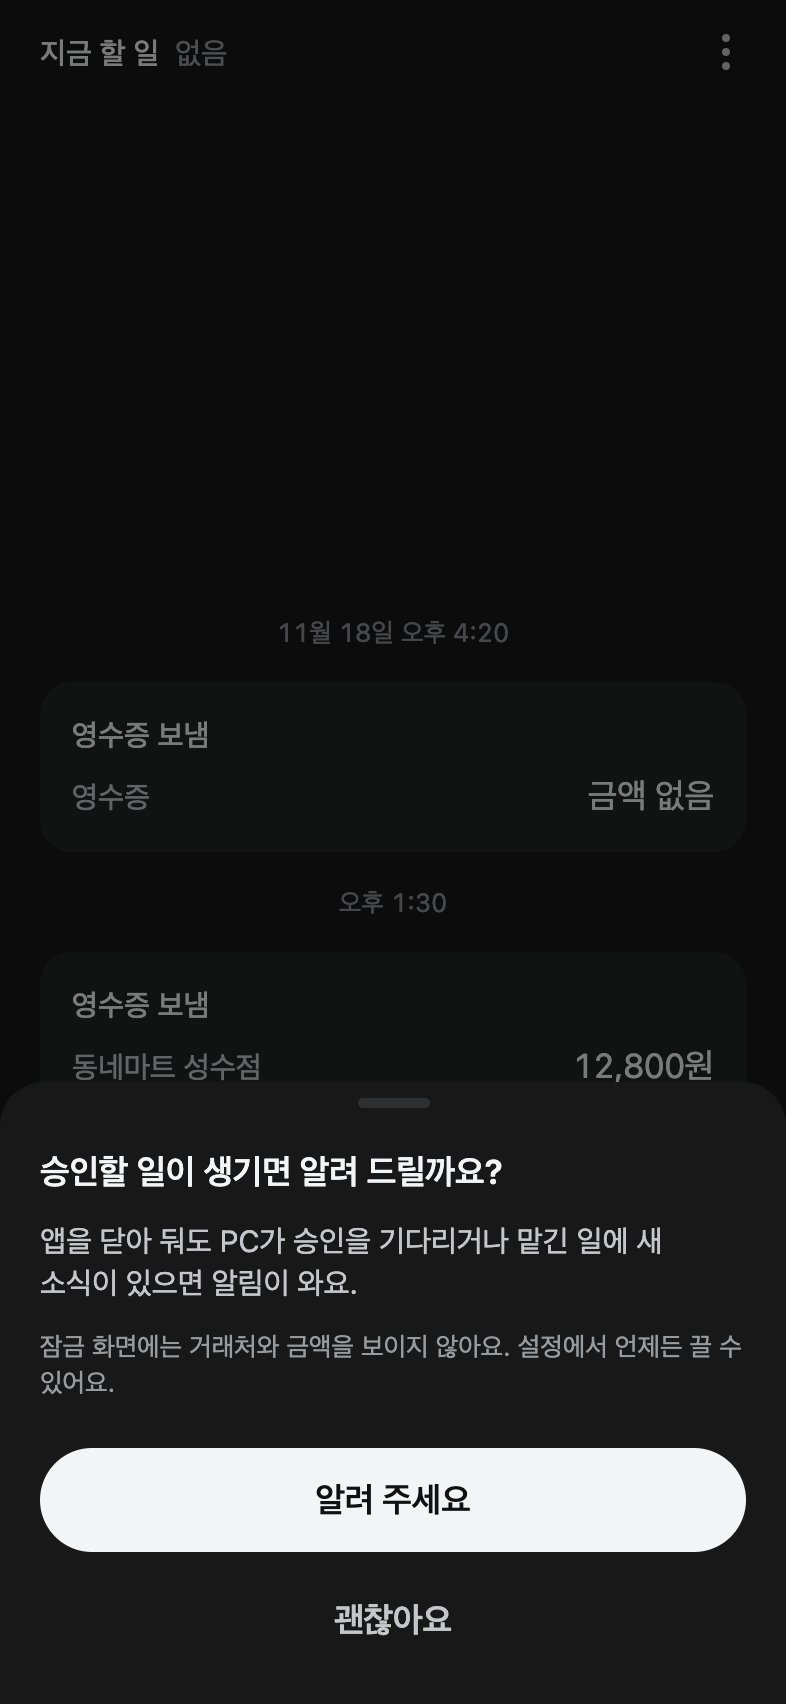 지금 할 일 없음
11월 18일 오후 4:20
영수증 보냄
영수증 금액 없음
오후 1:30
영수증 보냄
동네마트 성수점 12,800원
승인할 일이 생기면 알려 드릴까요?
앱을 닫아 둬도 PC가 승인을 기다리거나 맡긴 일에 새
소식이 있으면 알림이 와요.
잠금 화면에는 거래처와 금액을 보이지 않아요. 설정에서 언제든 끌 수
있어요.
알려 주세요
괜찮아요